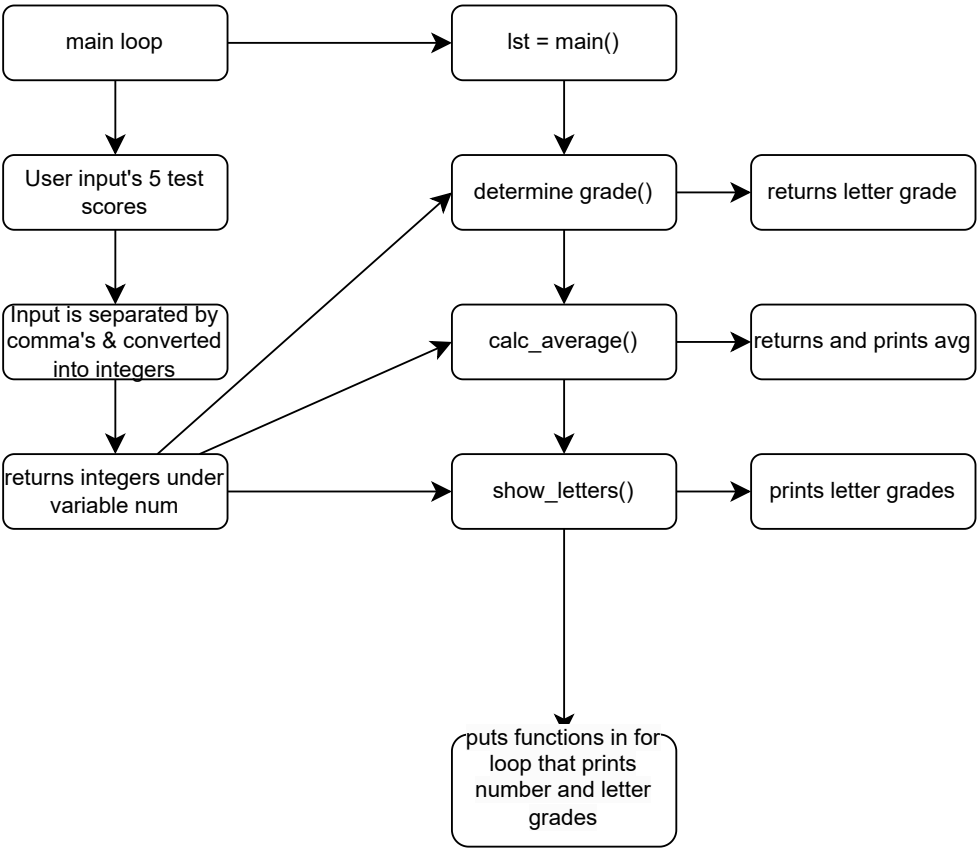 main loop
lst = main()
User input's 5 test
scores
determine grade()
returns letter grade
Input is separated by
comma's & converted
into integers
calc_average()
returns and prints avg
returns integers under
variable num
show_letters()
prints letter grades
puts functions in for
loop that prints
number and letter
grades